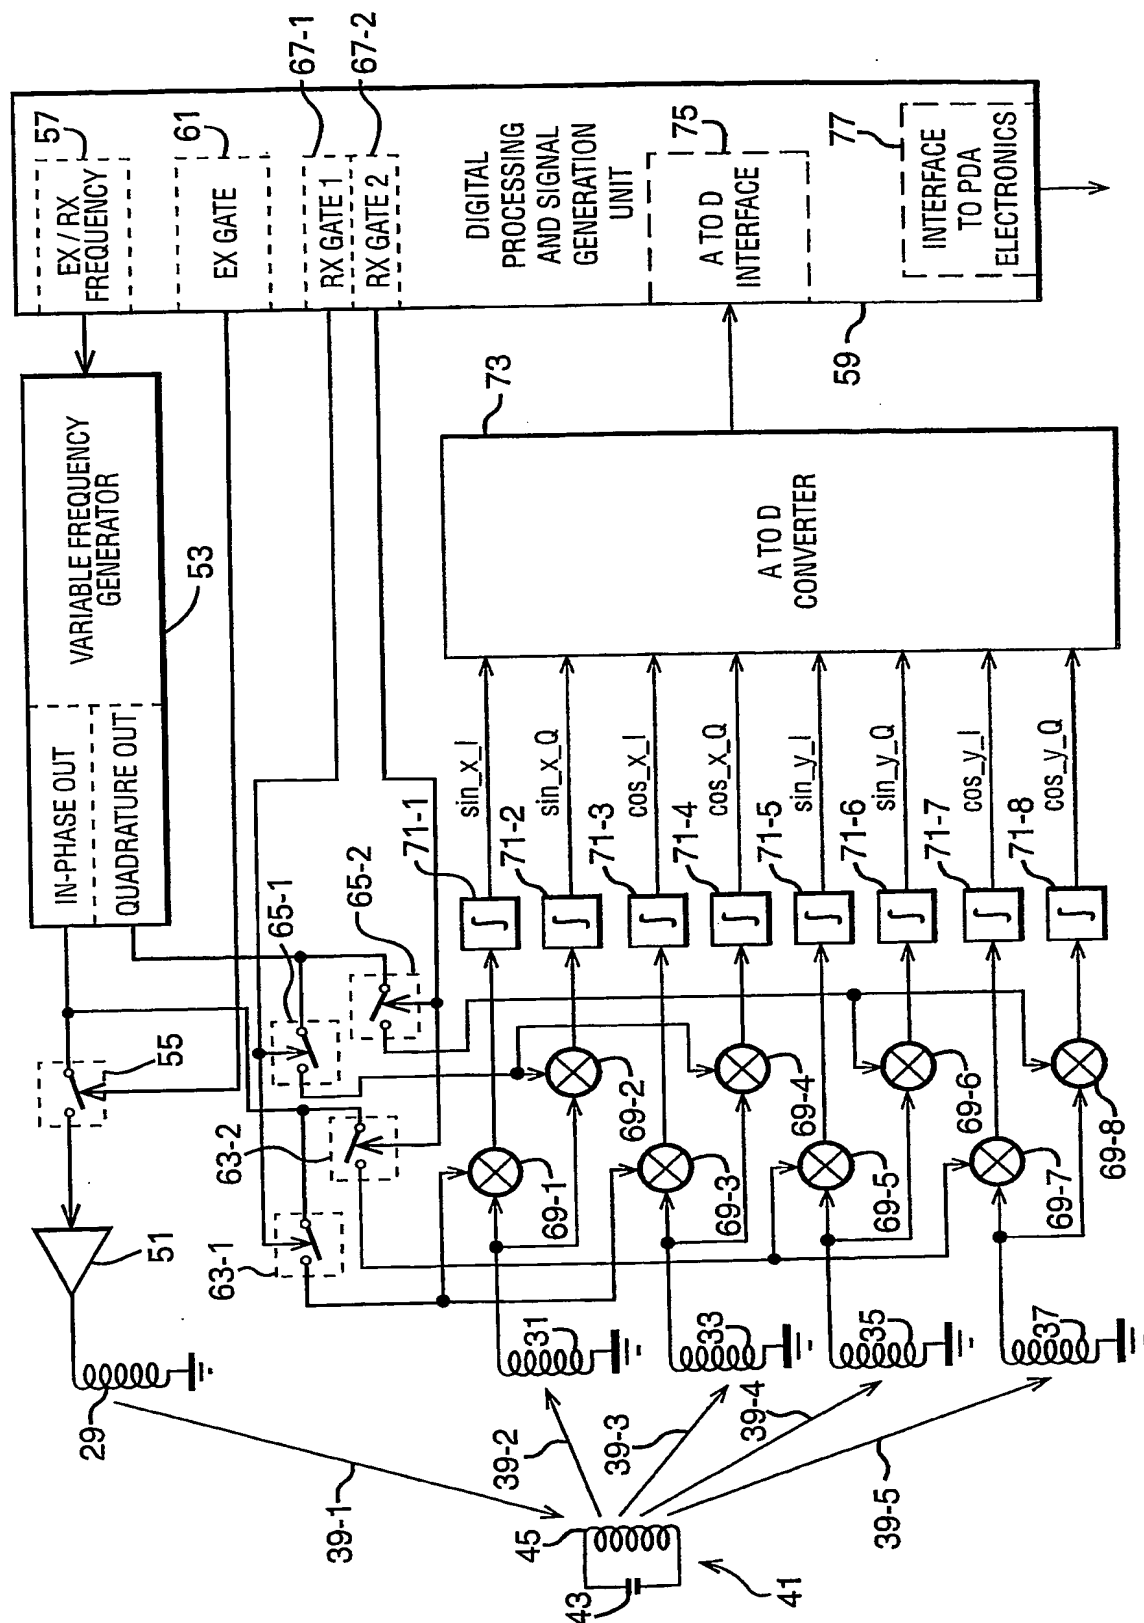 57
EX / RX
FREQUENCY
61
EX GATE
67-1
RX GATE 1
67-2
RX GATE 2
DIGITAL
PROCESSING
AND SIGNAL
GENERATION
UNIT
75
A TO D
INTERFACE
77
INTERFACE
TO PDA
ELECTRONICS
59
VARIABLE FREQUENCY
GENERATOR
53
IN-PHASE OUT
QUADRATURE OUT
73
A TO D
CONVERTER
sin_x_I
sin_x_Q
cos_x_I
cos_x_Q
sin_y_I
sin_y_Q
cos_y_I
cos_y_Q
71-1
71-2
71-3
71-4
71-5
71-6
71-7
71-8
∫
∫
∫
∫
∫
∫
∫
∫
55
65-1
65-2
63-1
63-2
69-1
69-2
69-3
69-4
69-5
69-6
69-7
69-8
51
29
31
33
35
37
39-1
39-2
39-3
39-4
39-5
45
43
41